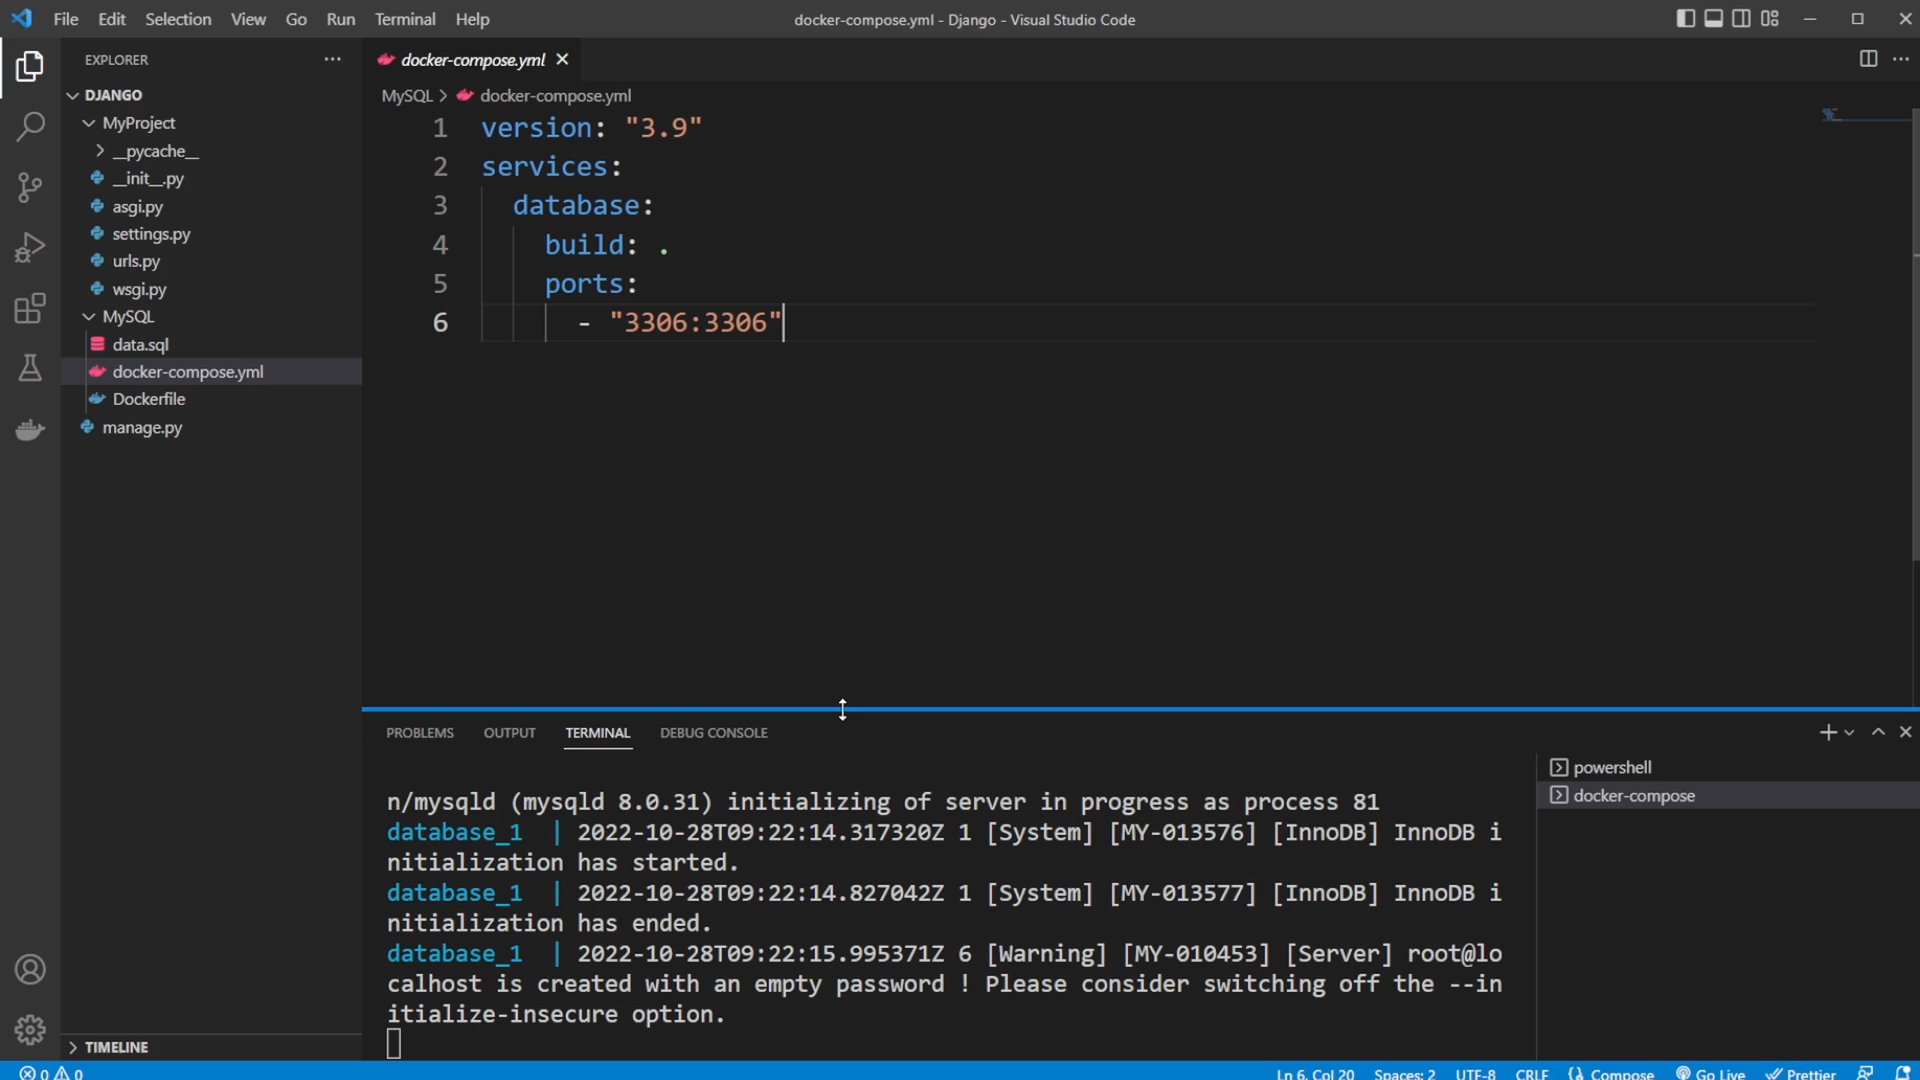 File Edit Selection View Go Run Terminal Help
docker-compose.yml - Django - Visual Studio Code
EXPLORER
DJANGO
MyProject
__pycache__
__init__.py
asgi.py
settings.py
urls.py
wsgi.py
MySQL
data.sql
docker-compose.yml
Dockerfile
manage.py
TIMELINE
docker-compose.yml
MySQL > docker-compose.yml
1 version: "3.9"
2 services:
3 database:
4 build: .
5 ports:
6 - "3306:3306"
PROBLEMS OUTPUT TERMINAL DEBUG CONSOLE
n/mysqld (mysqld 8.0.31) initializing of server in progress as process 81
database_1 | 2022-10-28T09:22:14.317320Z 1 [System] [MY-013576] [InnoDB] InnoDB i
nitialization has started.
database_1 | 2022-10-28T09:22:14.827042Z 1 [System] [MY-013577] [InnoDB] InnoDB i
nitialization has ended.
database_1 | 2022-10-28T09:22:15.995371Z 6 [Warning] [MY-010453] [Server] root@lo
calhost is created with an empty password ! Please consider switching off the --in
itialize-insecure option.
powershell
docker-compose
0 0
Ln 6, Col 20 Spaces: 2 UTF-8 CRLF Compose Go Live Prettier